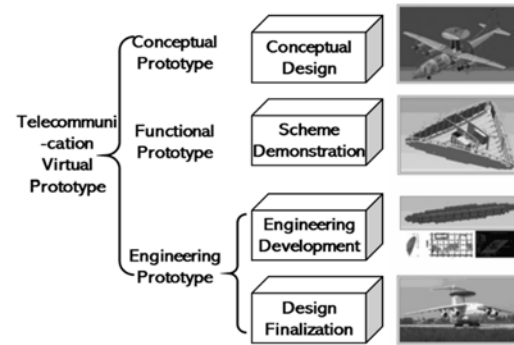 Telecommuni
-cation
Virtual
Prototype
Conceptual
Prototype
Conceptual
Design
Functional
Prototype
Scheme
Demonstration
Engineering
Prototype
Engineering
Development
Design
Finalization